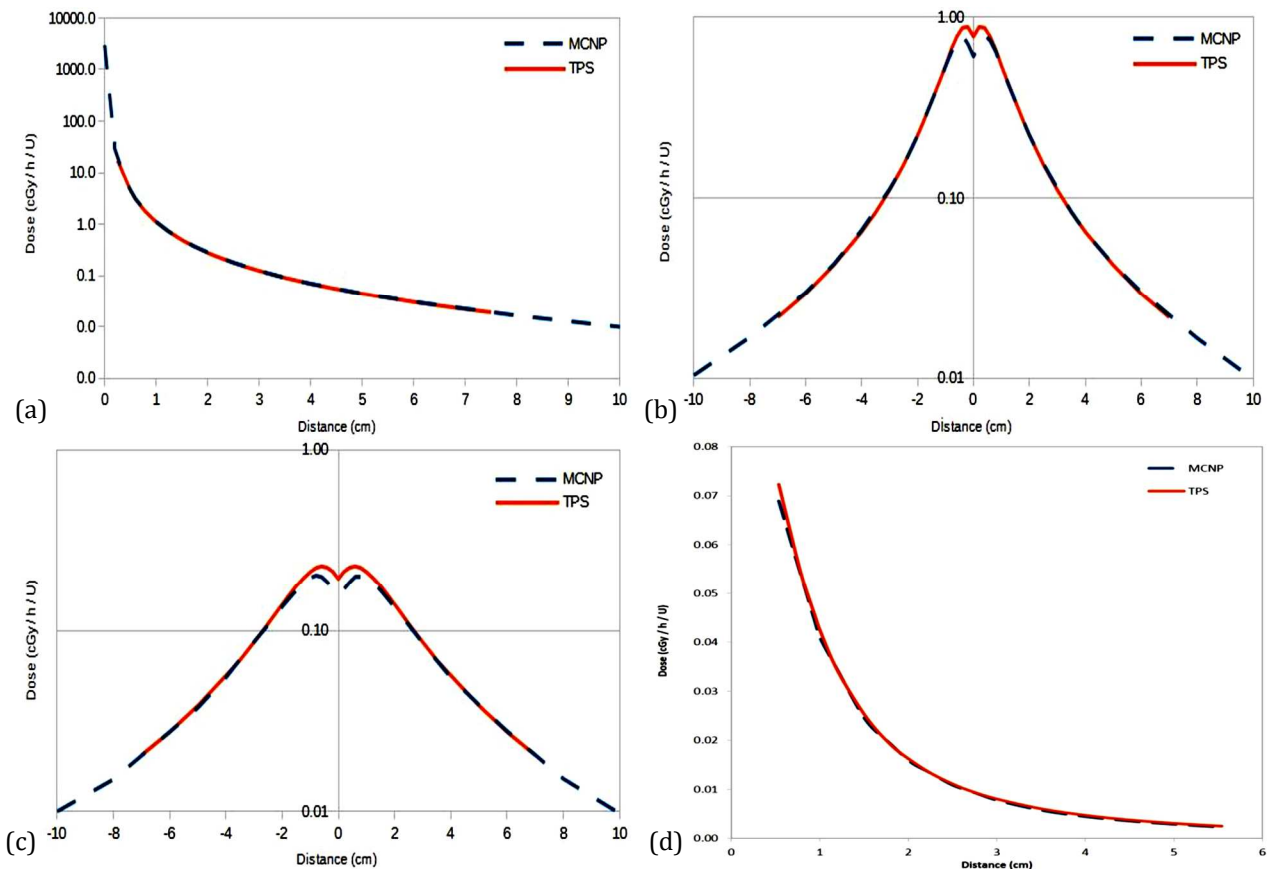 10000.0
1000.0
100.0
10.0
1.0
0.1
0.0
0.0
0 1 2 3 4 5 6 7 8 9 10
Dose (cGy / h / U)
Distance (cm)
MCNP
TPS
(a)
1.00
0.10
0.01
-10 -8 -6 -4 -2 0 2 4 6 8 10
Dose (cGy / h / U)
Distance (cm)
MCNP
TPS
(b)
1.00
0.10
0.01
-10 -8 -6 -4 -2 0 2 4 6 8 10
Dose (cGy / h / U)
Distance (cm)
MCNP
TPS
(c)
0.08
0.07
0.06
0.05
0.04
0.03
0.02
0.01
0.00
0 1 2 3 4 5 6
Dose (cGy / h / U)
Distance (cm)
MCNP
TPS
(d)